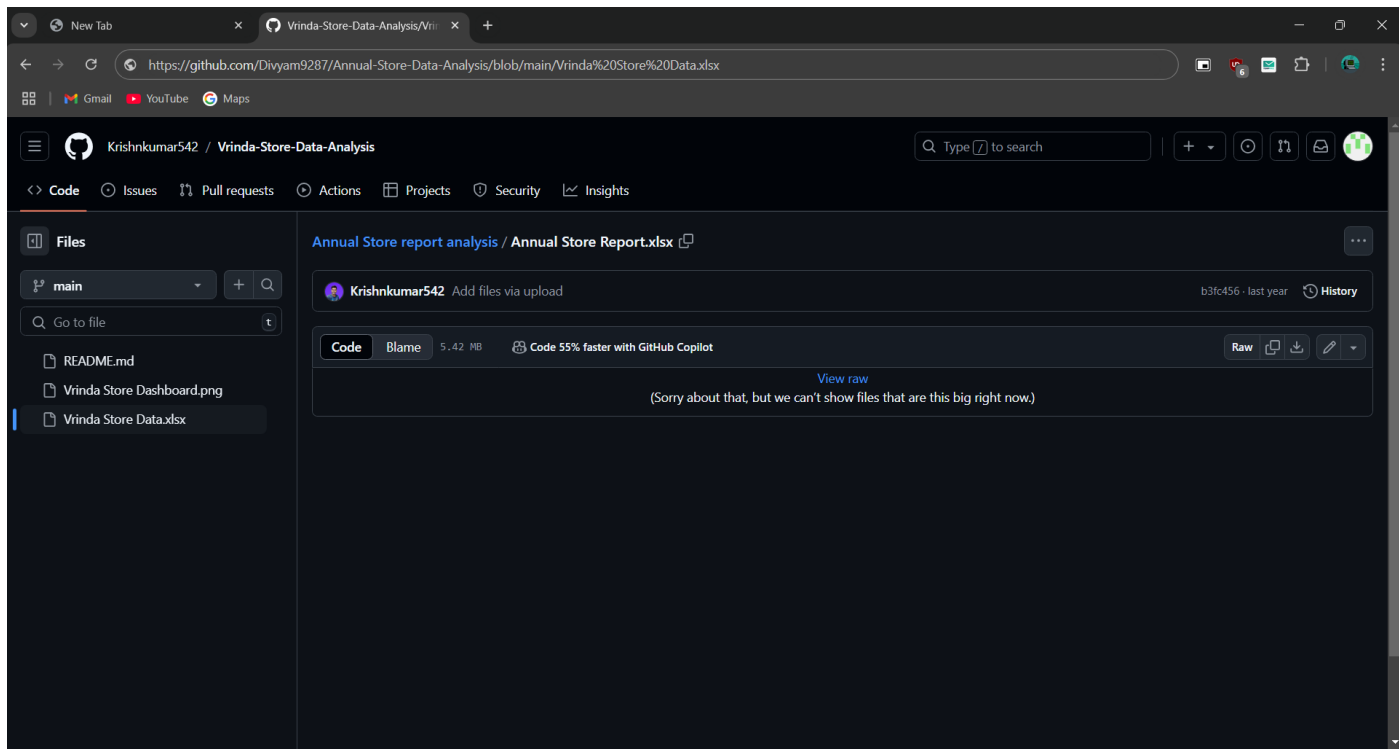 New Tab
Vrinda-Store-Data-Analysis/Vrin
https://github.com/Divyam9287/Annual-Store-Data-Analysis/blob/main/Vrinda%20Store%20Data.xlsx
6
Gmail YouTube Maps
Krishnkumar542 / Vrinda-Store-Data-Analysis
Type / to search
Code Issues Pull requests Actions Projects Security Insights
Files
Annual Store report analysis / Annual Store Report.xlsx
main
Krishnkumar542 Add files via upload
b3fc456 · last year History
Go to file t
Code Blame 5.42 MB Code 55% faster with GitHub Copilot Raw
README.md
View raw
Vrinda Store Dashboard.png
(Sorry about that, but we can't show files that are this big right now.)
Vrinda Store Data.xlsx